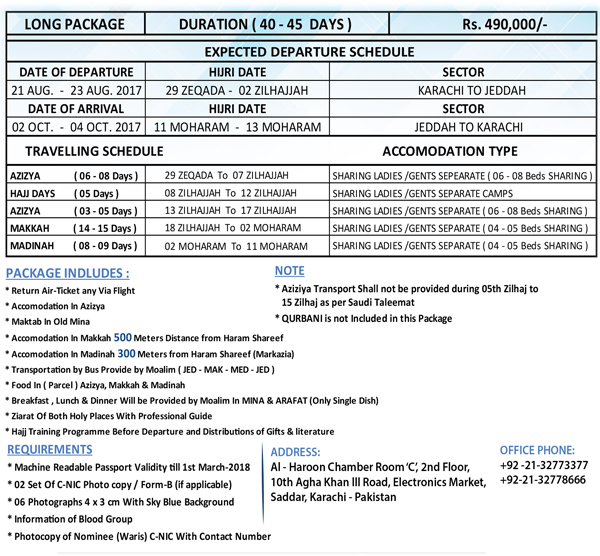 LONG PACKAGE DURATION ( 40 - 45 DAYS ) Rs. 490,000/-
EXPECTED DEPARTURE SCHEDULE
DATE OF DEPARTURE HIJRI DATE SECTOR
21 AUG. - 23 AUG. 2017 29 ZEQADA - 02 ZILHAJJAH KARACHI TO JEDDAH
DATE OF ARRIVAL HIJRI DATE SECTOR
02 OCT. - 04 OCT. 2017 11 MOHARAM - 13 MOHARAM JEDDAH TO KARACHI
TRAVELLING SCHEDULE ACCOMODATION TYPE
AZIZYA ( 06 - 08 Days ) 29 ZEQADA To 07 ZILHAJJAH SHARING LADIES /GENTS SEPEARATE ( 06 - 08 Beds SHARING )
HAJJ DAYS ( 05 Days ) 08 ZILHAJJAH To 12 ZILHAJJAH SHARING LADIES /GENTS SEPARATE CAMPS
AZIZYA ( 03 - 05 Days ) 13 ZILHAJJAH To 17 ZILHAJJAH SHARING LADIES /GENTS SEPARATE ( 06 - 08 Beds SHARING )
MAKKAH ( 14 - 15 Days ) 18 ZILHAJJAH To 02 MOHARAM SHARING LADIES /GENTS SEPARATE ( 04 - 05 Beds SHARING )
MADINAH ( 08 - 09 Days ) 02 MOHARAM To 11 MOHARAM SHARING LADIES /GENTS SEPARATE ( 04 - 05 Beds SHARING )
PACKAGE INDLUDES :
* Return Air-Ticket any Via Flight
* Accomodation In Azizya
* Maktab In Old Mina
* Accomodation In Makkah 500 Meters Distance from Haram Shareef
* Accomodation In Madinah 300 Meters from Haram Shareef (Markazia)
* Transportation by Bus Provide by Moalim ( JED - MAK - MED - JED )
* Food In ( Parcel ) Azizya, Makkah & Madinah
* Breakfast , Lunch & Dinner Will be Provided by Moalim In MINA & ARAFAT (Only Single Dish)
* Ziarat Of Both Holy Places With Professional Guide
* Hajj Training Programme Before Departure and Distributions of Gifts & literature
NOTE
* Aziziya Transport Shall not be provided during 05th Zilhaj to
15 Zilhaj as per Saudi Taleemat
* QURBANI is not Included in this Package
REQUIREMENTS
* Machine Readable Passport Validity till 1st March-2018
* 02 Set Of C-NIC Photo copy / Form-B (if applicable)
* 06 Photographs 4 x 3 cm With Sky Blue Background
* Information of Blood Group
* Photocopy of Nominee (Waris) C-NIC With Contact Number
ADDRESS:
Al - Haroon Chamber Room ‘C’, 2nd Floor,
10th Agha Khan III Road, Electronics Market,
Saddar, Karachi - Pakistan
OFFICE PHONE:
+92 -21-32773377
+92-21-32778666